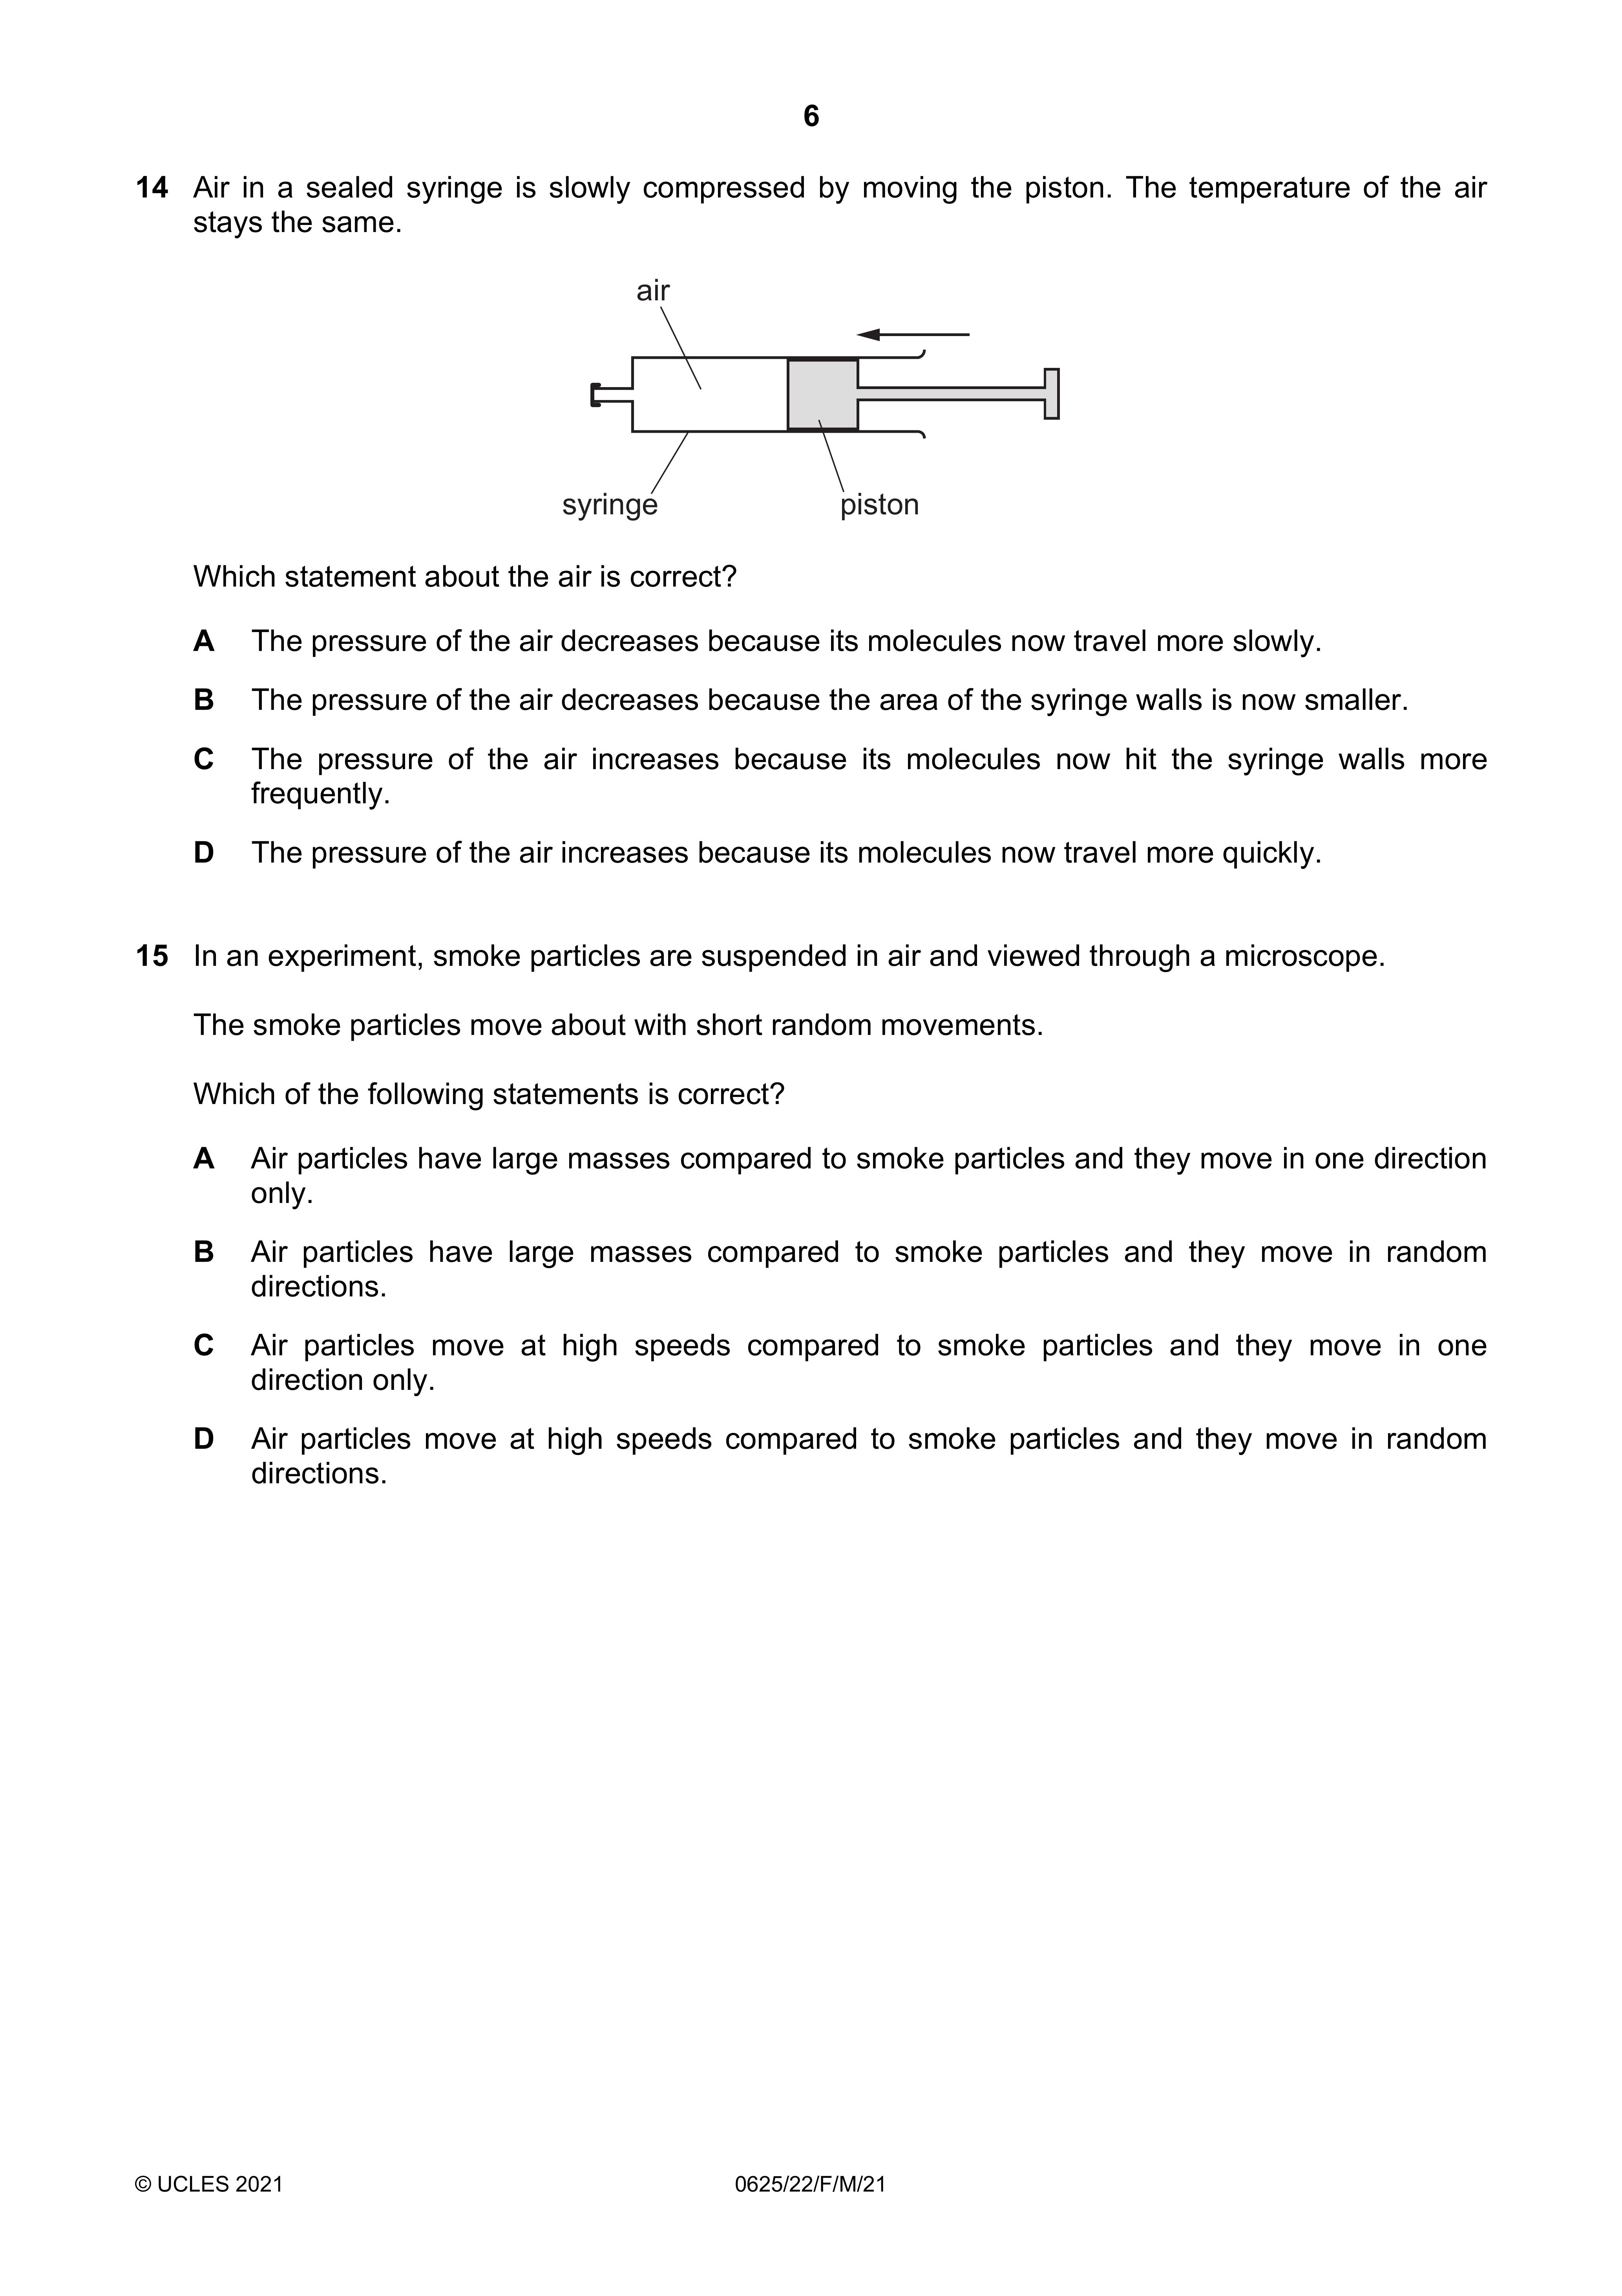 6
14 Air in a sealed syringe is slowly compressed by moving the piston. The temperature of the air
stays the same.
air
syringe
piston
Which statement about the air is correct?
A The pressure of the air decreases because its molecules now travel more slowly.
B The pressure of the air decreases because the area of the syringe walls is now smaller.
C The pressure of the air increases because its molecules now hit the syringe walls more
frequently.
D The pressure of the air increases because its molecules now travel more quickly.
15 In an experiment, smoke particles are suspended in air and viewed through a microscope.
The smoke particles move about with short random movements.
Which of the following statements is correct?
A Air particles have large masses compared to smoke particles and they move in one direction
only.
B Air particles have large masses compared to smoke particles and they move in random
directions.
C Air particles move at high speeds compared to smoke particles and they move in one
direction only.
D Air particles move at high speeds compared to smoke particles and they move in random
directions.
© UCLES 2021
0625/22/F/M/21